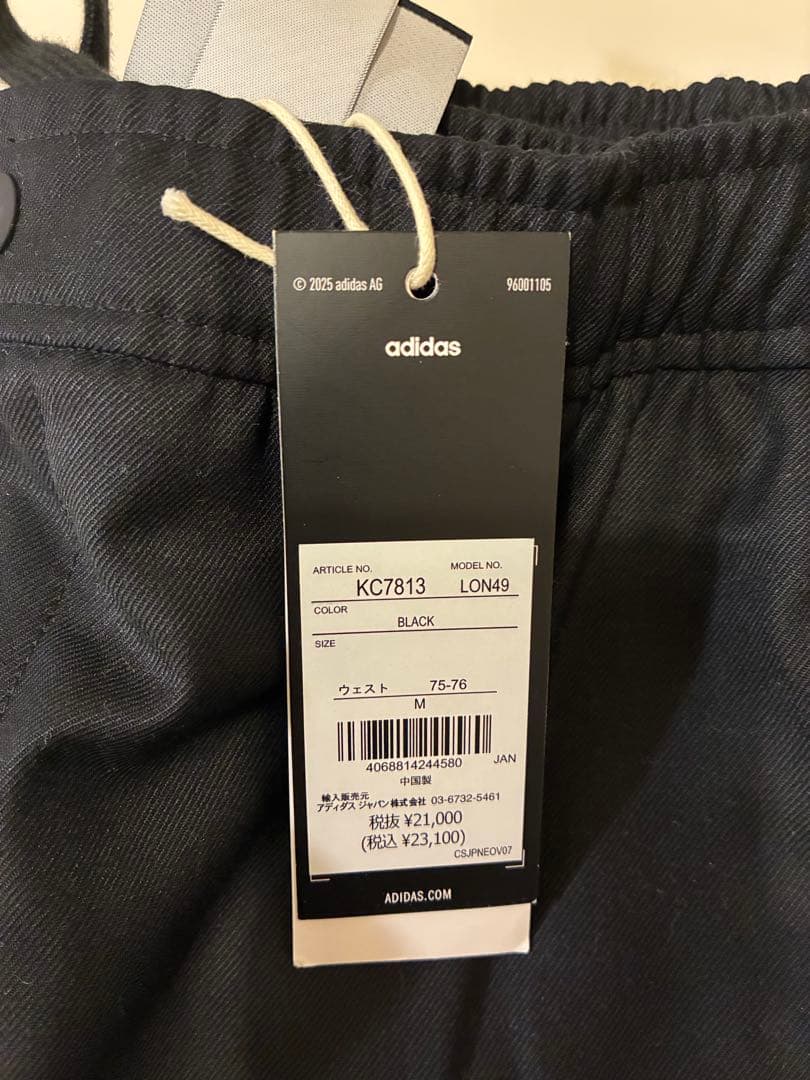 © 2025 adidas AG 96001105
adidas
ARTICLE NO. MODEL NO.
KC7813 LON49
COLOR
BLACK
SIZE
ウェスト 75-76
M
4068814244580 JAN
中国製
輸入販売元
アディダス ジャパン株式会社 03-6732-5461
税抜 ¥21,000
(税込 ¥23,100)
CSJPNEOV07
ADIDAS.COM